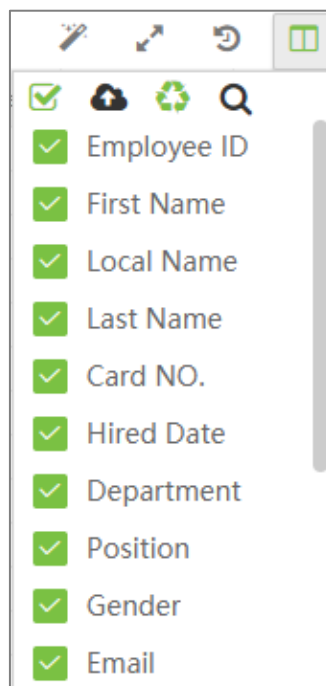 Employee ID
First Name
Local Name
Last Name
Card NO.
Hired Date
Department
Position
Gender
Email